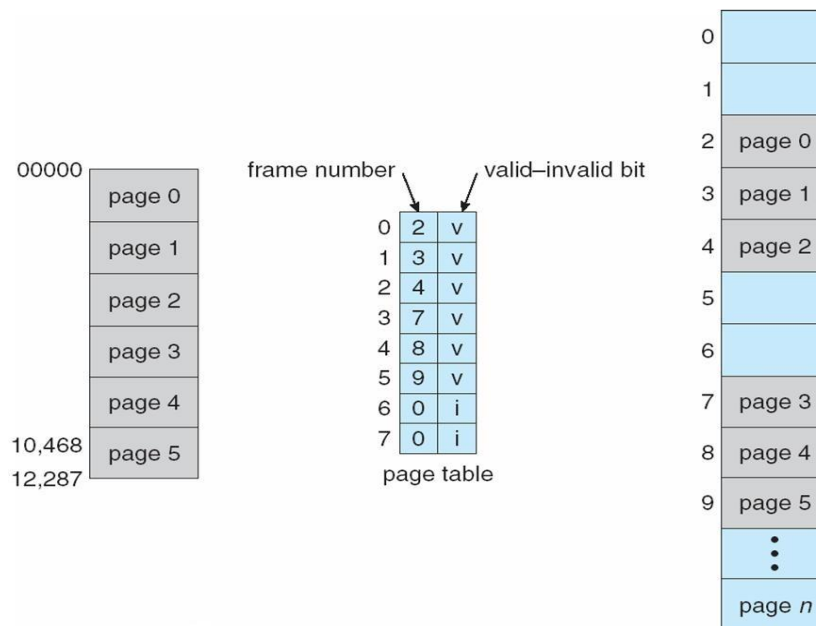 00000
page 0
page 1
page 2
page 3
page 4
10,468
page 5
12,287
frame number
valid–invalid bit
0 2 v
1 3 v
2 4 v
3 7 v
4 8 v
5 9 v
6 0 i
7 0 i
page table
0
1
2 page 0
3 page 1
4 page 2
5
6
7 page 3
8 page 4
9 page 5
page n